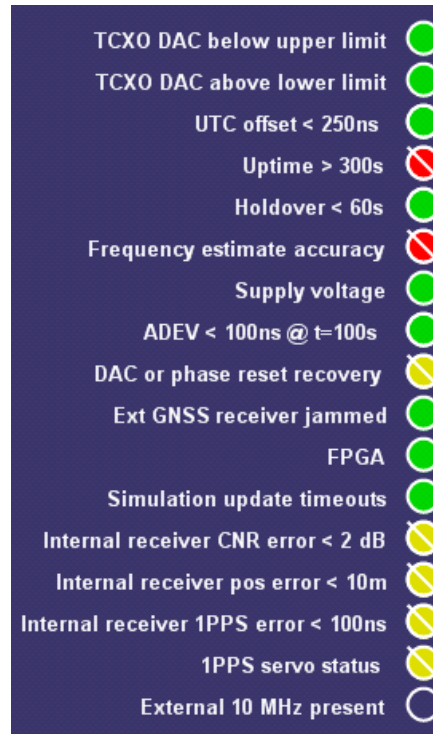 TCXO DAC below upper limit
TCXO DAC above lower limit
UTC offset < 250ns
Uptime > 300s
Holdover < 60s
Frequency estimate accuracy
Supply voltage
ADEV < 100ns @ t=100s
DAC or phase reset recovery
Ext GNSS receiver jammed
FPGA
Simulation update timeouts
Internal receiver CNR error < 2 dB
Internal receiver pos error < 10m
Internal receiver 1PPS error < 100ns
1PPS servo status
External 10 MHz present